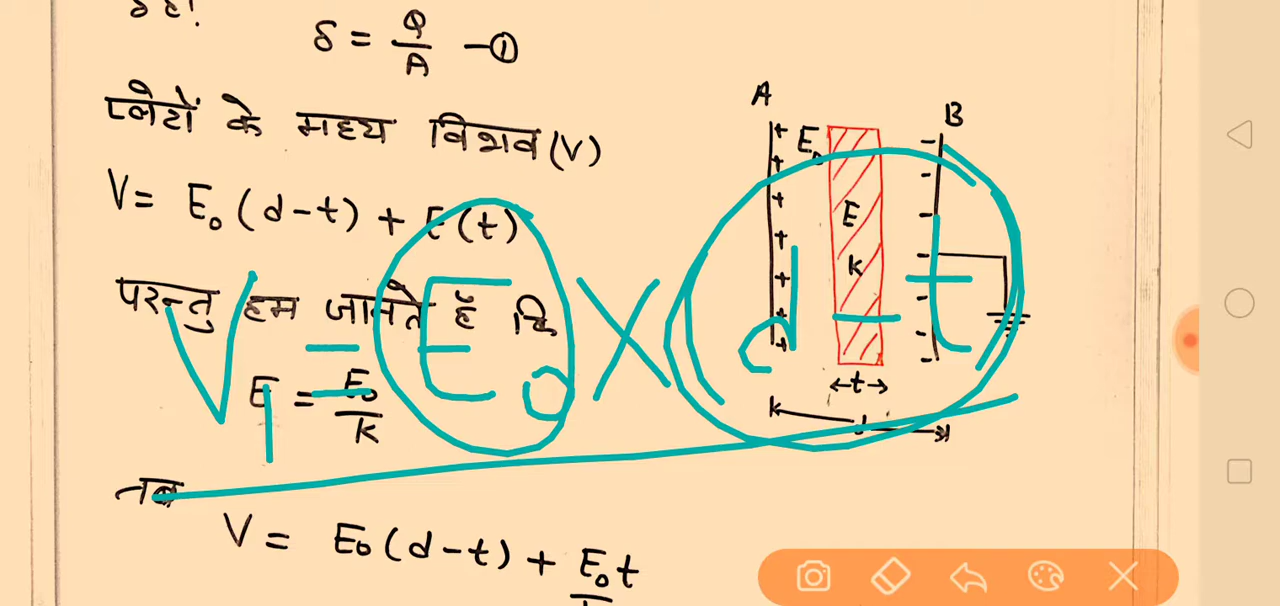 δ = Q/A —①
प्लेटों के मध्य विभव (V)
V = E₀ (d-t) + E(t)
परन्तु हम जानते हैं कि
E = E₀/k
तब
V = E₀ (d-t) + E₀t
A
B
E₀
E
K
t
d
V₁ = E₀ × d-t